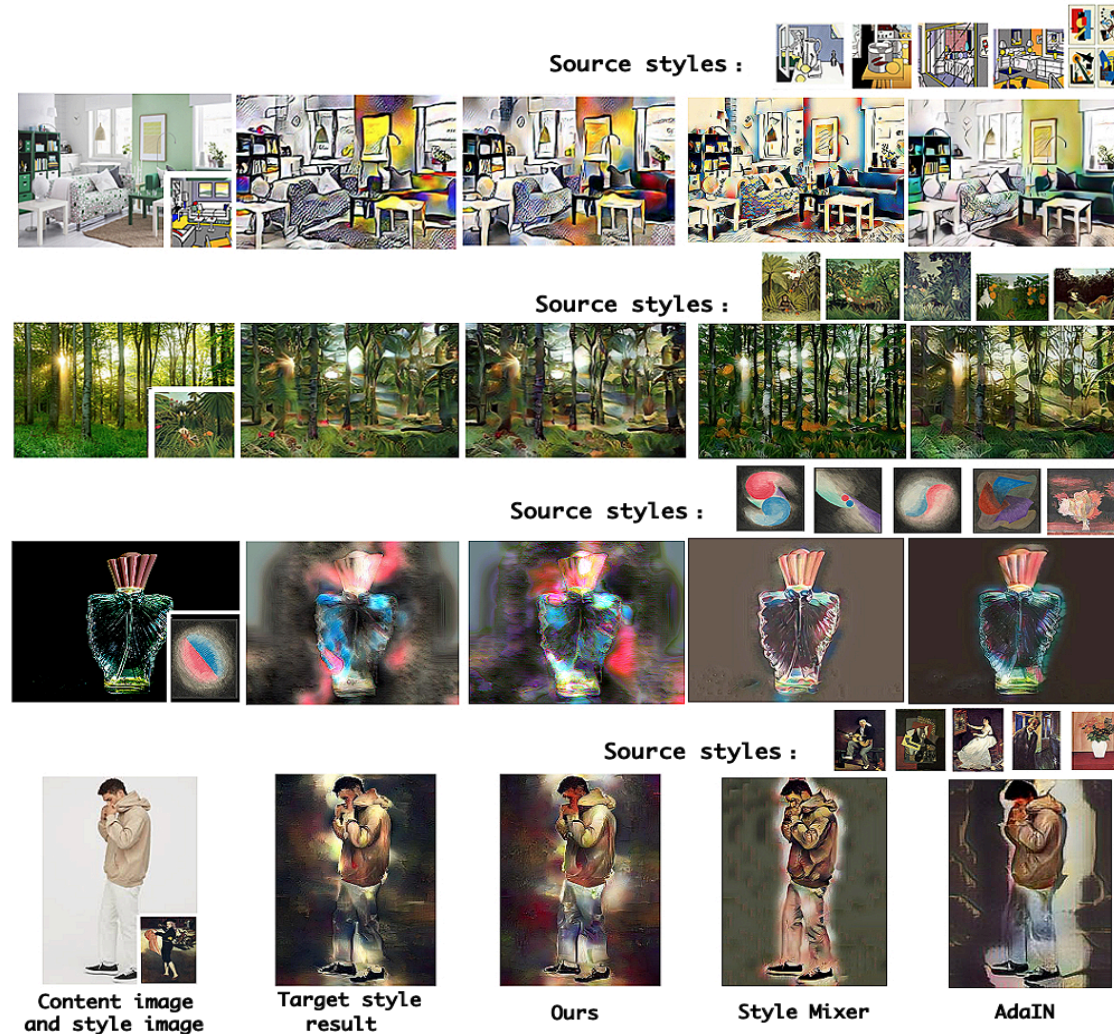 Source styles :
Source styles :
Source styles :
Source styles :
Content image
and style image
Target style
result
Ours
Style Mixer
AdaIN